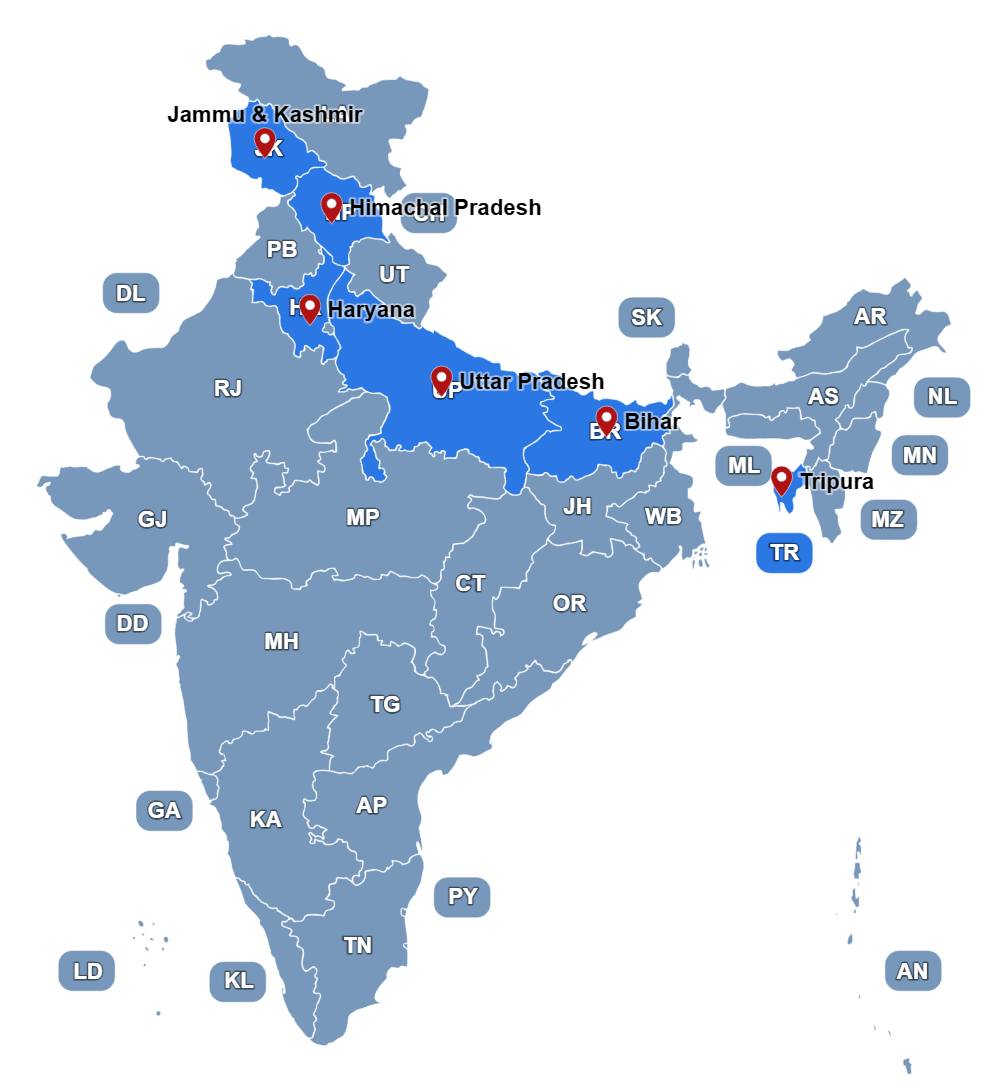 Jammu & Kashmir
LA
JK
Himachal Pradesh
HP
CH
PB
UT
DL
HR
Haryana
SK
AR
RJ
UP
Uttar Pradesh
AS
NL
BR
Bihar
ML
MN
Tripura
GJ
MP
JH
WB
MZ
TR
CT
OR
DD
MH
TG
GA
KA
AP
PY
TN
LD
KL
AN